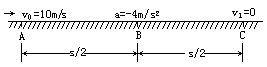 v₀=10m/s a=-4m/s² v₁=0
A B C
s/2 s/2